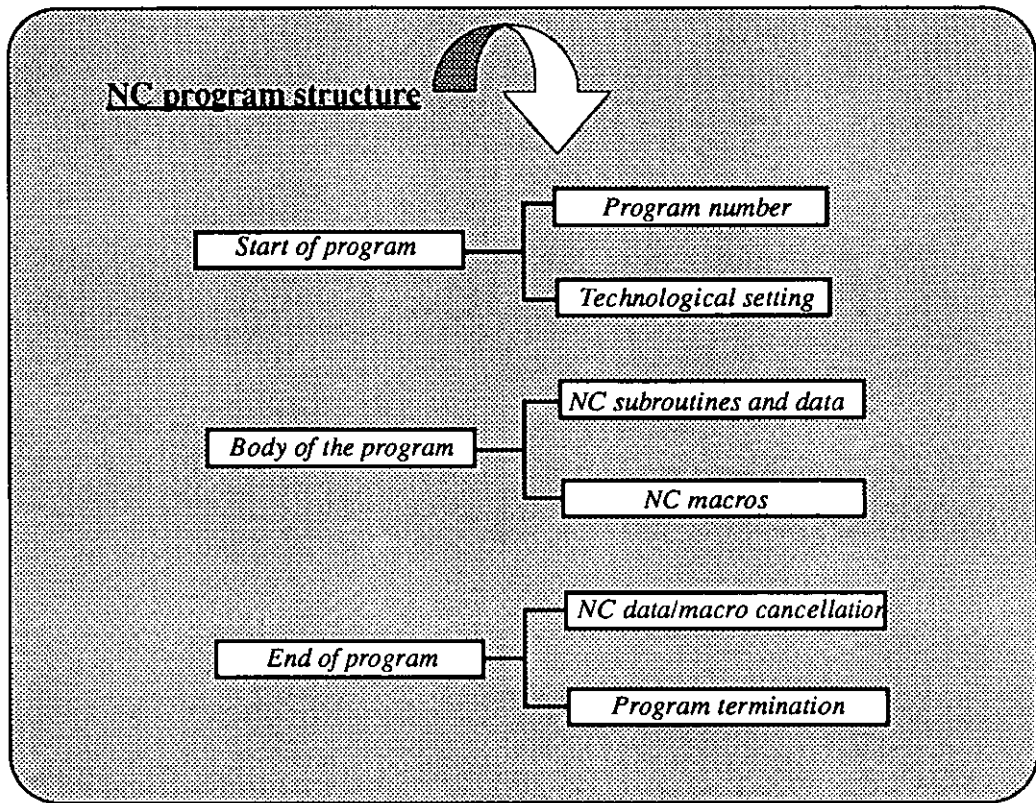 NC program structure
Program number
Start of program
Technological setting
NC subroutines and data
Body of the program
NC macros
NC data/macro cancellation
End of program
Program termination